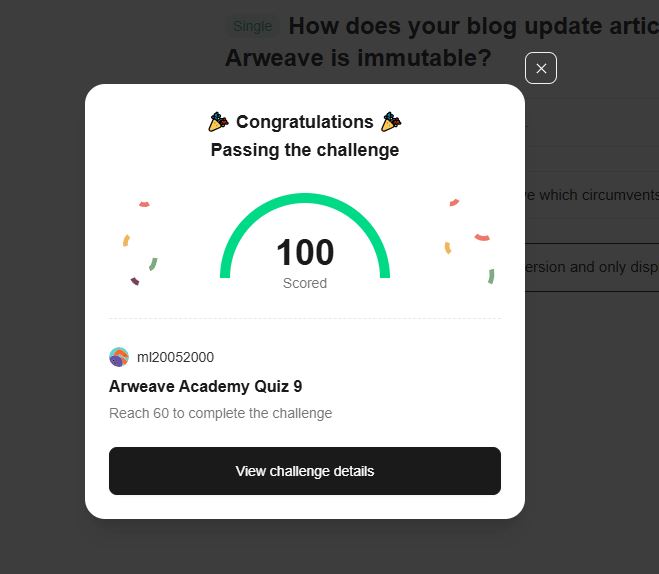 Single How does your blog update artic
Arweave is immutable?
Congratulations
Passing the challenge
which circumvents
ersion and only disp
100
Scored
ml20052000
Arweave Academy Quiz 9
Reach 60 to complete the challenge
View challenge details